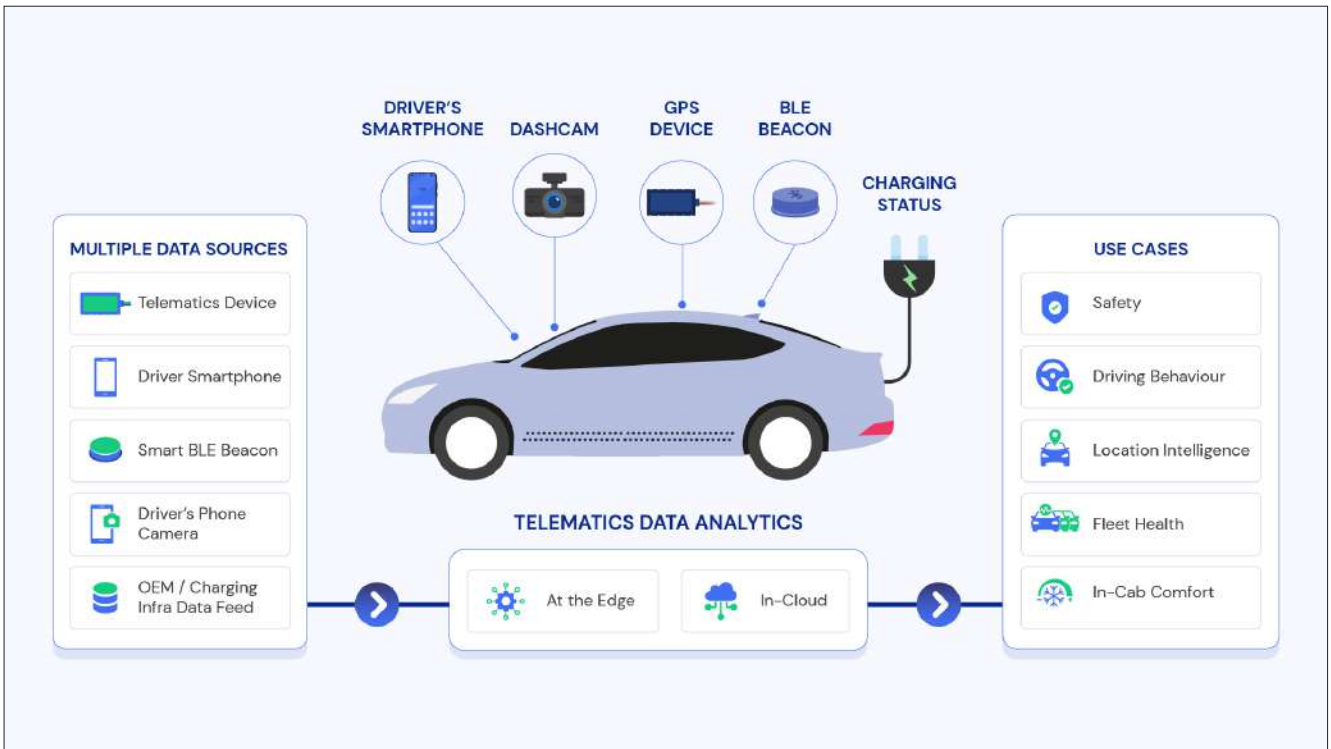 DRIVER'S
SMARTPHONE
DASHCAM
GPS
DEVICE
BLE
BEACON
CHARGING
STATUS
MULTIPLE DATA SOURCES
Telematics Device
Driver Smartphone
Smart BLE Beacon
Driver's Phone
Camera
OEM / Charging
Infra Data Feed
TELEMATICS DATA ANALYTICS
At the Edge
In-Cloud
USE CASES
Safety
Driving Behaviour
Location Intelligence
Fleet Health
In-Cab Comfort